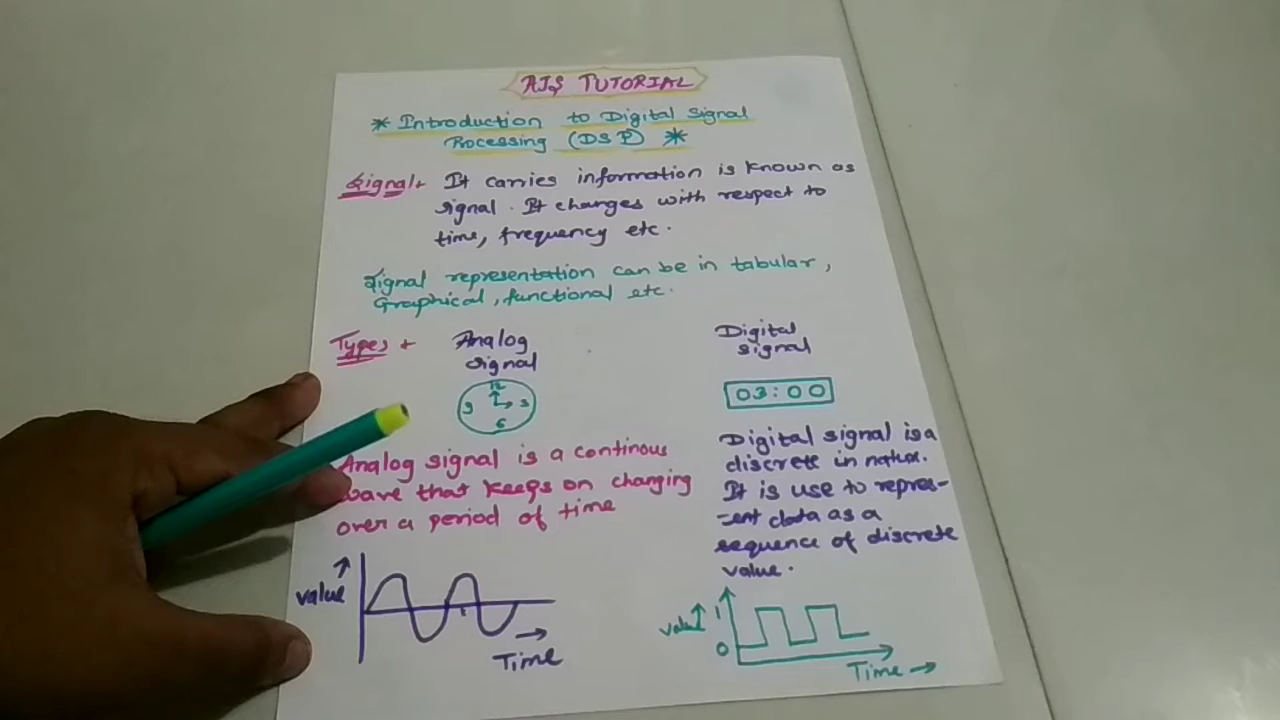 RJS TUTORIAL
* Introduction to Digital Signal
Processing (DSP) *
Signal → It carries information is known as
signal. It changes with respect to
time, frequency etc.
Signal representation can be in tabular,
Graphical, functional etc.
Types →
Analog
signal
12
9 3
6
Analog signal is a continous
wave that keeps on changing
over a period of time
value ↑
Time →
Digital
signal
03:00
Digital signal is a
discrete in nature.
It is use to repres-
-ent data as a
sequence of discrete
value.
value ↑
1
0
Time →